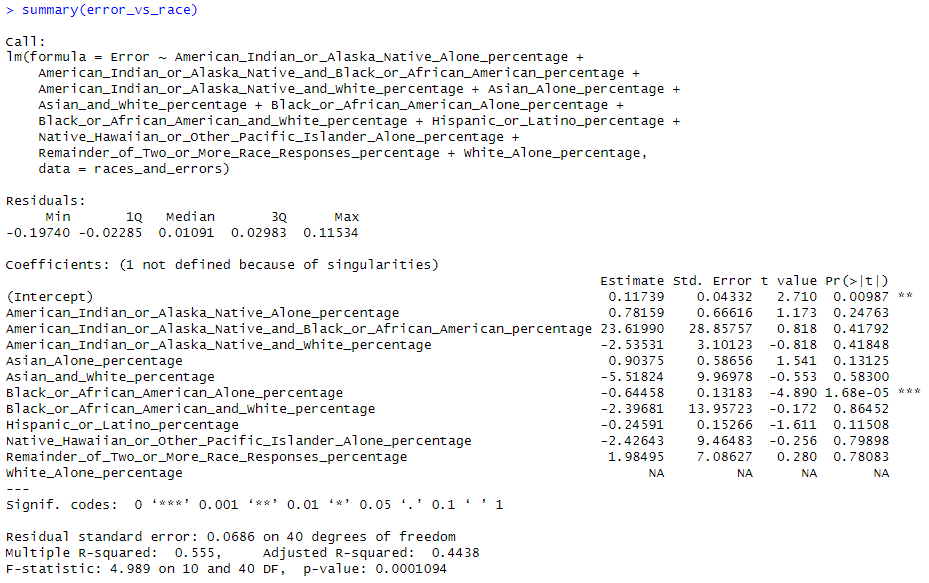 > summary(error_vs_race)
Call:
lm(formula = Error ~ American_Indian_or_Alaska_Native_Alone_percentage +
American_Indian_or_Alaska_Native_and_Black_or_African_American_percentage +
American_Indian_or_Alaska_Native_and_White_percentage + Asian_Alone_percentage +
Asian_and_White_percentage + Black_or_African_American_Alone_percentage +
Black_or_African_American_and_White_percentage + Hispanic_or_Latino_percentage +
Native_Hawaiian_or_Other_Pacific_Islander_Alone_percentage +
Remainder_of_Two_or_More_Race_Responses_percentage + White_Alone_percentage,
data = races_and_errors)
Residuals:
Min 1Q Median 3Q Max
-0.19740 -0.02285 0.01091 0.02983 0.11534
Coefficients: (1 not defined because of singularities)
Estimate Std. Error t value Pr(>|t|)
(Intercept) 0.11739 0.04332 2.710 0.00987 **
American_Indian_or_Alaska_Native_Alone_percentage 0.78159 0.66616 1.173 0.24763
American_Indian_or_Alaska_Native_and_Black_or_African_American_percentage 23.61990 28.85757 0.818 0.41792
American_Indian_or_Alaska_Native_and_White_percentage -2.53531 3.10123 -0.818 0.41848
Asian_Alone_percentage 0.90375 0.58656 1.541 0.13125
Asian_and_White_percentage -5.51824 9.96978 -0.553 0.58300
Black_or_African_American_Alone_percentage -0.64458 0.13183 -4.890 1.68e-05 ***
Black_or_African_American_and_White_percentage -2.39681 13.95723 -0.172 0.86452
Hispanic_or_Latino_percentage -0.24591 0.15266 -1.611 0.11508
Native_Hawaiian_or_Other_Pacific_Islander_Alone_percentage -2.42643 9.46483 -0.256 0.79898
Remainder_of_Two_or_More_Race_Responses_percentage 1.98495 7.08627 0.280 0.78083
White_Alone_percentage NA NA NA NA
---
Signif. codes: 0 ‘***’ 0.001 ‘**’ 0.01 ‘*’ 0.05 ‘.’ 0.1 ‘ ’ 1
Residual standard error: 0.0686 on 40 degrees of freedom
Multiple R-squared: 0.555, Adjusted R-squared: 0.4438
F-statistic: 4.989 on 10 and 40 DF, p-value: 0.0001094